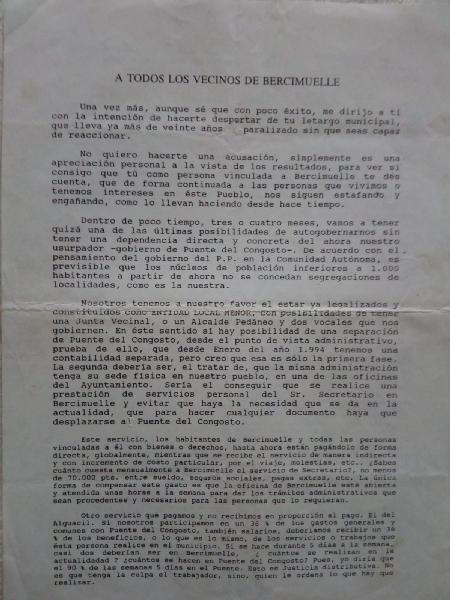 A TODOS LOS VECINOS DE BERCIMUELLE
Una vez más, aunque sé que con poco éxito, me dirijo a ti
con la intención de hacerte despertar de tu letargo municipal,
que lleva ya más de veinte años paralizado sin que seas capaz
de reaccionar.
No quiero hacerte una acusación, simplemente es una
apreciación personal a la vista de los resultados, para ver si
consigo que tú como persona vinculada a Bercimuelle te dés
cuenta, que de forma continuada a las personas que vivimos o
tenemos intereses en éste Pueblo, nos siguen estafando y
engañando, como lo llevan haciendo desde hace tiempo.
Dentro de poco tiempo, tres o cuatro meses, vamos a tener
quizá una de las últimas posibilidades de autogobernarnos sin
tener una dependencia directa y concreta del ahora nuestro
usurpador -gobierno de Puente del Congosto-. De acuerdo con el
pensamiento del gobierno del P.P. en la Comunidad Autónoma, es
previsible que los núcleos de población inferiores a 1.000
habitantes a partir de ahora no se concedan segregaciones de
localidades, como es la nuestra.
Nosotros tenemos a nuestro favor el estar ya legalizados y
constituidos como ENTIDAD LOCAL MENOR, con posibilidades de tener
una Junta Vecinal, o un Alcalde Pedáneo y dos vocales que nos
gobiernen. En éste sentido si hay posibilidad de una separación
de Puente del Congosto, desde el punto de vista administrativo,
prueba de ello, que desde Enero del año 1.994 tenemos una
contabilidad separada, pero creo que esa es sólo la primera fase.
La segunda debería ser, el tratar de, que la misma administración
tenga su sede física en nuestro pueblo, en una de las oficinas
del Ayuntamiento. Sería el conseguir que se realice una
prestación de servicios personal del Sr. Secretario en
Bercimuelle y evitar que haya la necesidad que se da en la
actualidad, que para hacer cualquier documento haya que
desplazarse a Puente del Congosto.
Este servicio, los habitantes de Bercimuelle y todas las personas
vinculadas a él con bienes o derechos, hasta ahora están pagándolo de forma
directa, globalmente, mientras que se recibe el servicio de manera indirecta
y con incremento de costo particular, por el viaje, molestias, etc.. ¿Sabes
cuánto cuesta mensualmente a Bercimuelle el servicio de Secretario?, no menos
de 70.000 pts. entre sueldo, seguros sociales, pagas extras, etc. La única
forma de compensar este gasto es que la oficina de Bercimuelle esté abierta
y atendida unas horas a la semana para dar los trámites administrativos que
sean procedentes y necesarios para las personas que lo requieran.
Otro servicio que pagamos y no recibimos en proporción al pago. El del
Alguacil. Si nosotros participamos en un 36 % de los gastos generales y
comunes con Puente del Congosto, también salarios, deberíamos recibir un 36
% de los beneficios, o lo que es lo mismo, de los servicios o trabajos que
ésta persona realice en el municipio. Si se hace durante 5 días a la semana,
casi dos deberían ser en Bercimuelle, ¿ cuántos se realizan en la
actualidad ? ¿cuántos se hacen en Puente del Congosto? Pues, yo diría que
el 90 % de las semanas 5 días en el Puente. Esto es Justicia distributiva. No
es que tenga la culpa el trabajador, sino, quien le ordena lo que hay que
realizar.